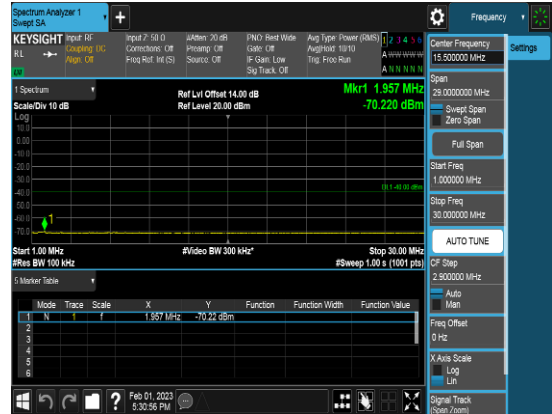 Spectrum Analyzer 1
Swept SA
Frequency
KEYSIGHT
RL
Input: RF
Coupling: DC
Align: Off
Input Z: 50 Ω
Corrections: Off
Freq Ref: Int (S)
#Atten: 20 dB
Preamp: Off
Source: Off
PNO: Best Wide
Gate: Off
IF Gain: Low
Sig Track: Off
Avg Type: Power (RMS)
Avg|Hold: 10/10
Trig: Free Run
1 2 3 4 5 6
A W W W W W
A N N N N N
1 Spectrum
Scale/Div 10 dB
Ref Lvl Offset 14.00 dB
Ref Level 20.00 dBm
Mkr1 1.957 MHz
-70.220 dBm
Log
10.0
0.00
-10.0
-20.0
-30.0
-40.0
-50.0
-60.0
-70.0
DL1 -40.00 dBm
1
Start 1.00 MHz
#Res BW 100 kHz
#Video BW 300 kHz*
Stop 30.00 MHz
#Sweep 1.00 s (1001 pts)
5 Marker Table
Mode Trace Scale X Y Function Function Width Function Value
1 N 1 f 1.957 MHz -70.22 dBm
2
3
4
5
6
Feb 01, 2023
5:30:56 PM
Center Frequency
15.500000 MHz
Settings
Span
29.0000000 MHz
Swept Span
Zero Span
Full Span
Start Freq
1.000000 MHz
Stop Freq
30.000000 MHz
AUTO TUNE
CF Step
2.900000 MHz
Auto
Man
Freq Offset
0 Hz
X Axis Scale
Log
Lin
Signal Track
(Span Zoom)